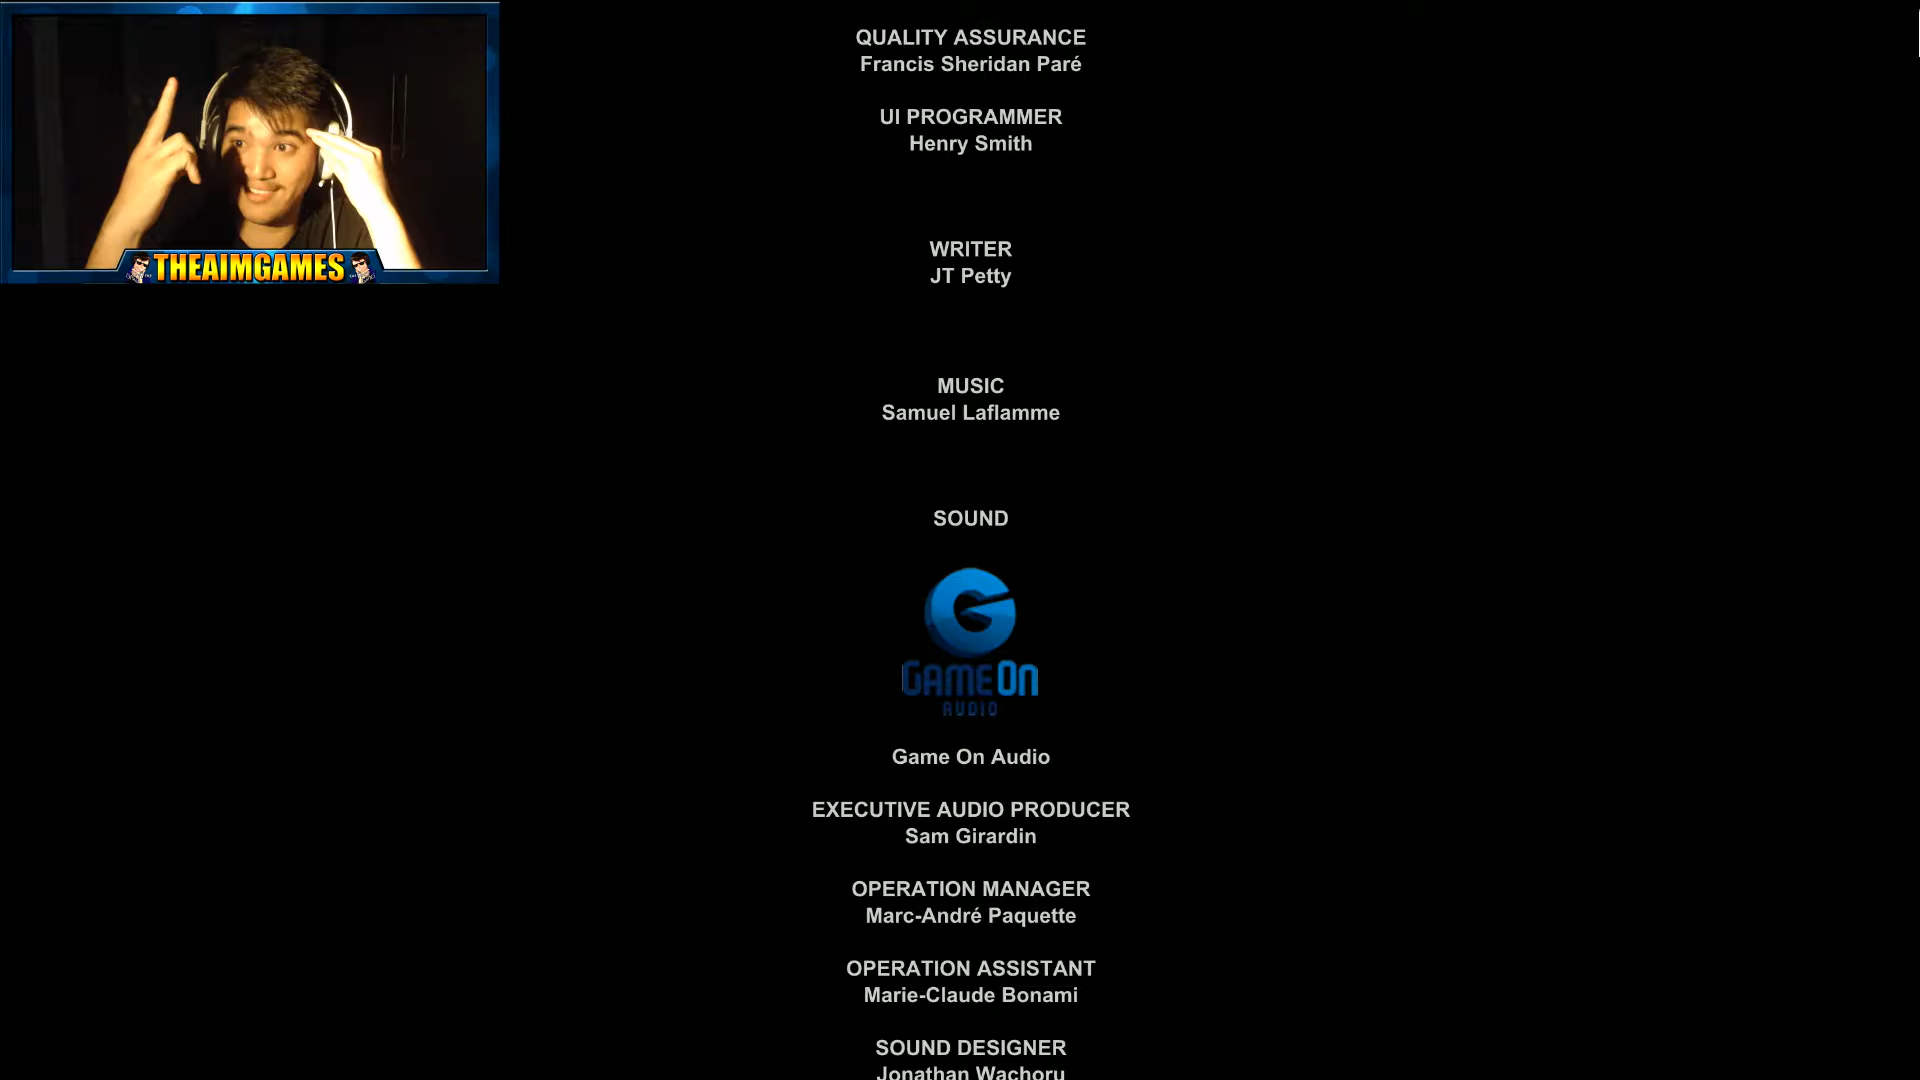 QUALITY ASSURANCE
Francis Sheridan Paré
UI PROGRAMMER
Henry Smith
THEAIMGAMES
WRITER
JT Petty
MUSIC
Samuel Laflamme
SOUND
GAMEON
AUDIO
Game On Audio
EXECUTIVE AUDIO PRODUCER
Sam Girardin
OPERATION MANAGER
Marc-André Paquette
OPERATION ASSISTANT
Marie-Claude Bonami
SOUND DESIGNER
Jonathan Wachoru